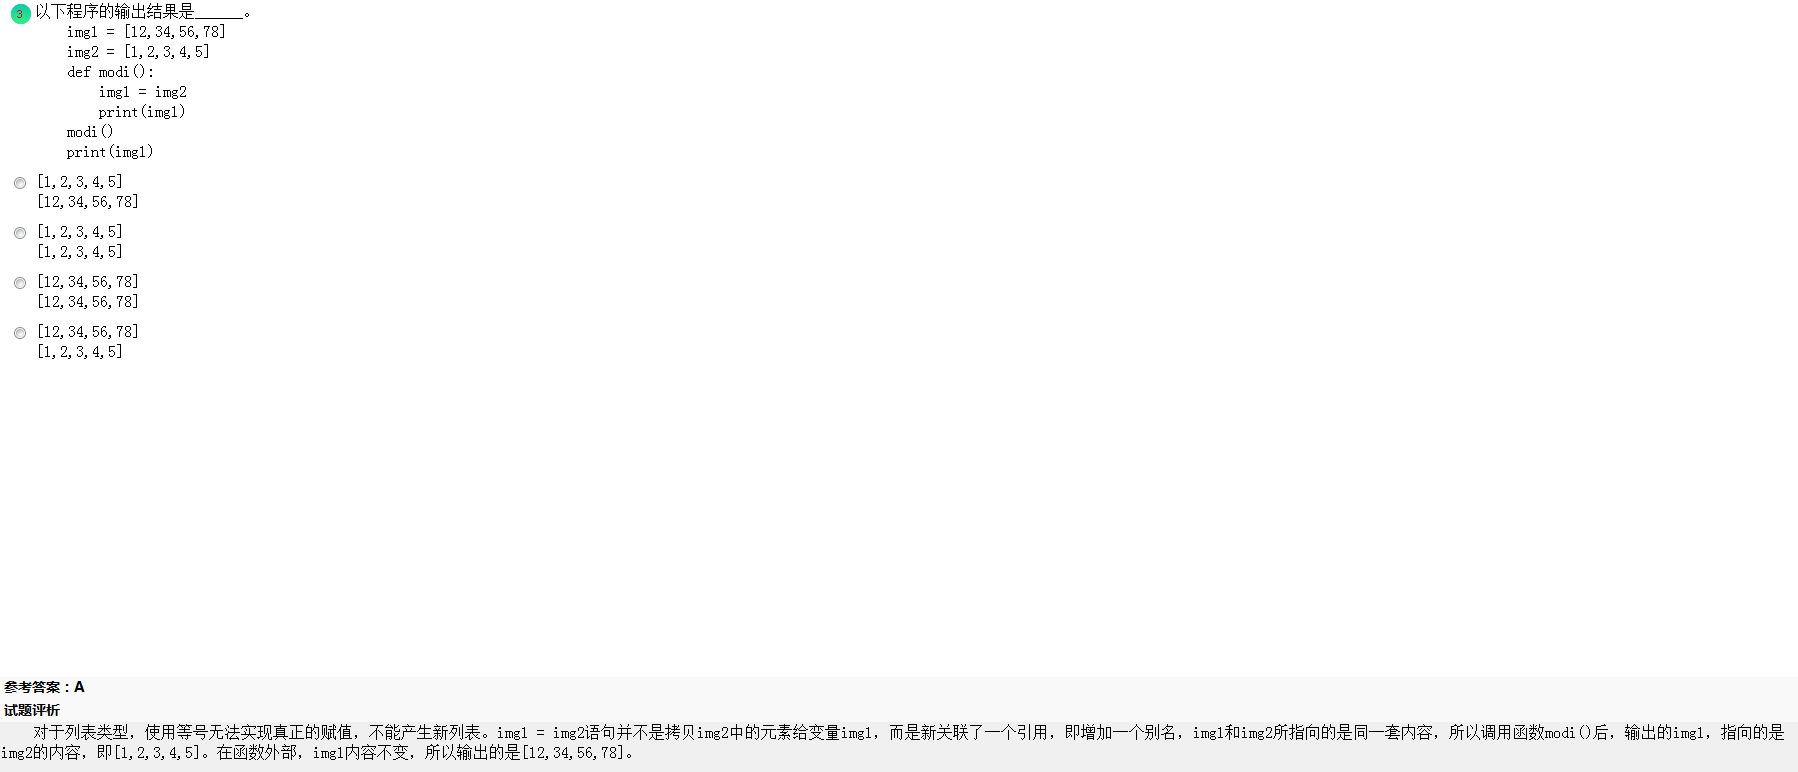 3 以下程序的输出结果是______。
img1 = [12,34,56,78]
img2 = [1,2,3,4,5]
def modi():
    img1 = img2
    print(img1)
modi()
print(img1)
[1,2,3,4,5]
[12,34,56,78]
[1,2,3,4,5]
[1,2,3,4,5]
[12,34,56,78]
[12,34,56,78]
[12,34,56,78]
[1,2,3,4,5]
参考答案：A
试题评析
对于列表类型，使用等号无法实现真正的赋值，不能产生新列表。img1 = img2语句并不是拷贝img2中的元素给变量img1，而是新关联了一个引用，即增加一个别名，img1和img2所指向的是同一套内容，所以调用函数modi()后，输出的img1，指向的是
img2的内容，即[1,2,3,4,5]。在函数外部，img1内容不变，所以输出的是[12,34,56,78]。